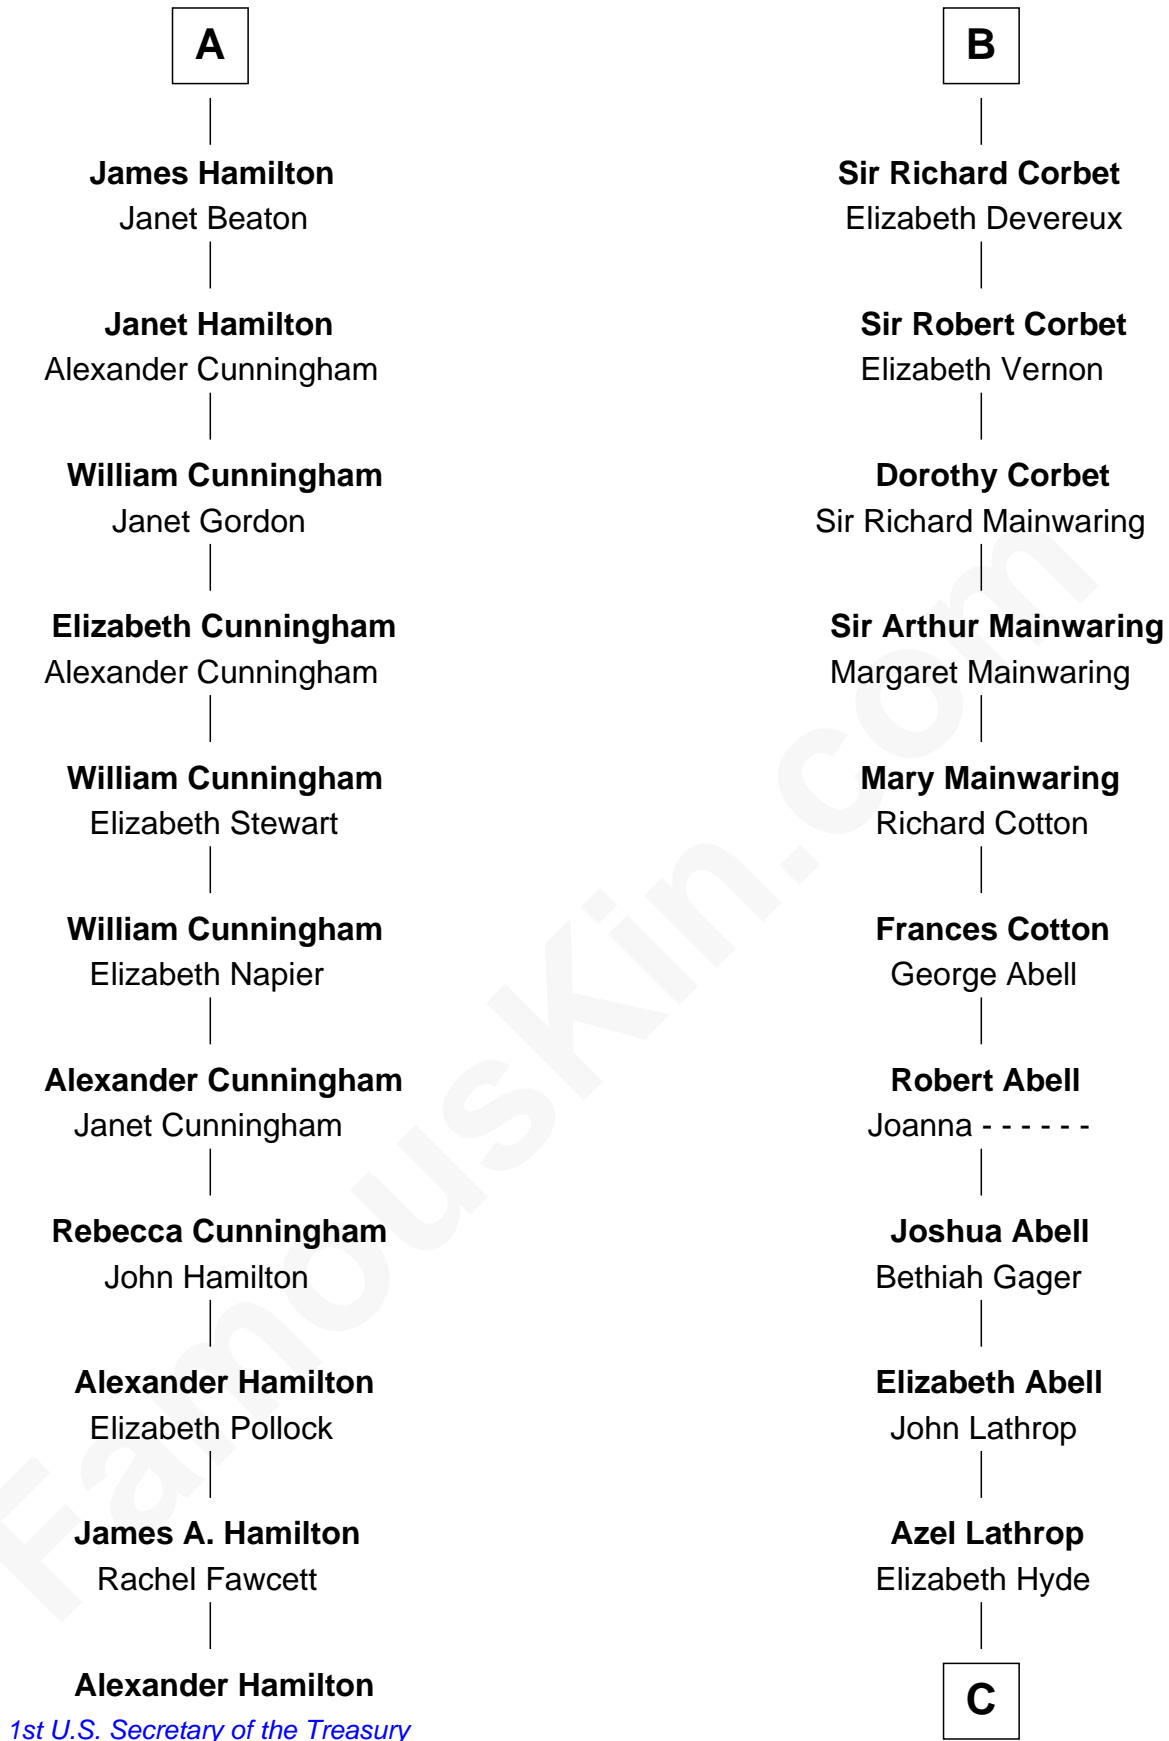 A
James Hamilton
Janet Beaton
Janet Hamilton
Alexander Cunningham
William Cunningham
Janet Gordon
Elizabeth Cunningham
Alexander Cunningham
William Cunningham
Elizabeth Stewart
William Cunningham
Elizabeth Napier
Alexander Cunningham
Janet Cunningham
Rebecca Cunningham
John Hamilton
Alexander Hamilton
Elizabeth Pollock
James A. Hamilton
Rachel Fawcett
Alexander Hamilton
1st U.S. Secretary of the Treasury
B
Sir Richard Corbet
Elizabeth Devereux
Sir Robert Corbet
Elizabeth Vernon
Dorothy Corbet
Sir Richard Mainwaring
Sir Arthur Mainwaring
Margaret Mainwaring
Mary Mainwaring
Richard Cotton
Frances Cotton
George Abell
Robert Abell
Joanna - - - - - -
Joshua Abell
Bethiah Gager
Elizabeth Abell
John Lathrop
Azel Lathrop
Elizabeth Hyde
C
FamousKin.com